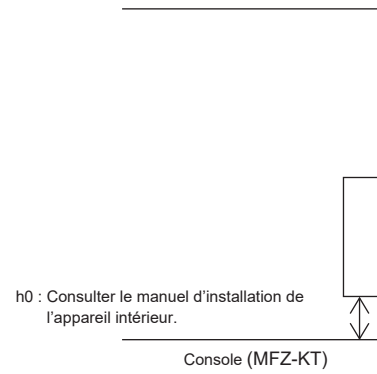 h0 : Consulter le manuel d’installation de
l’appareil intérieur.
Console (MFZ-KT)